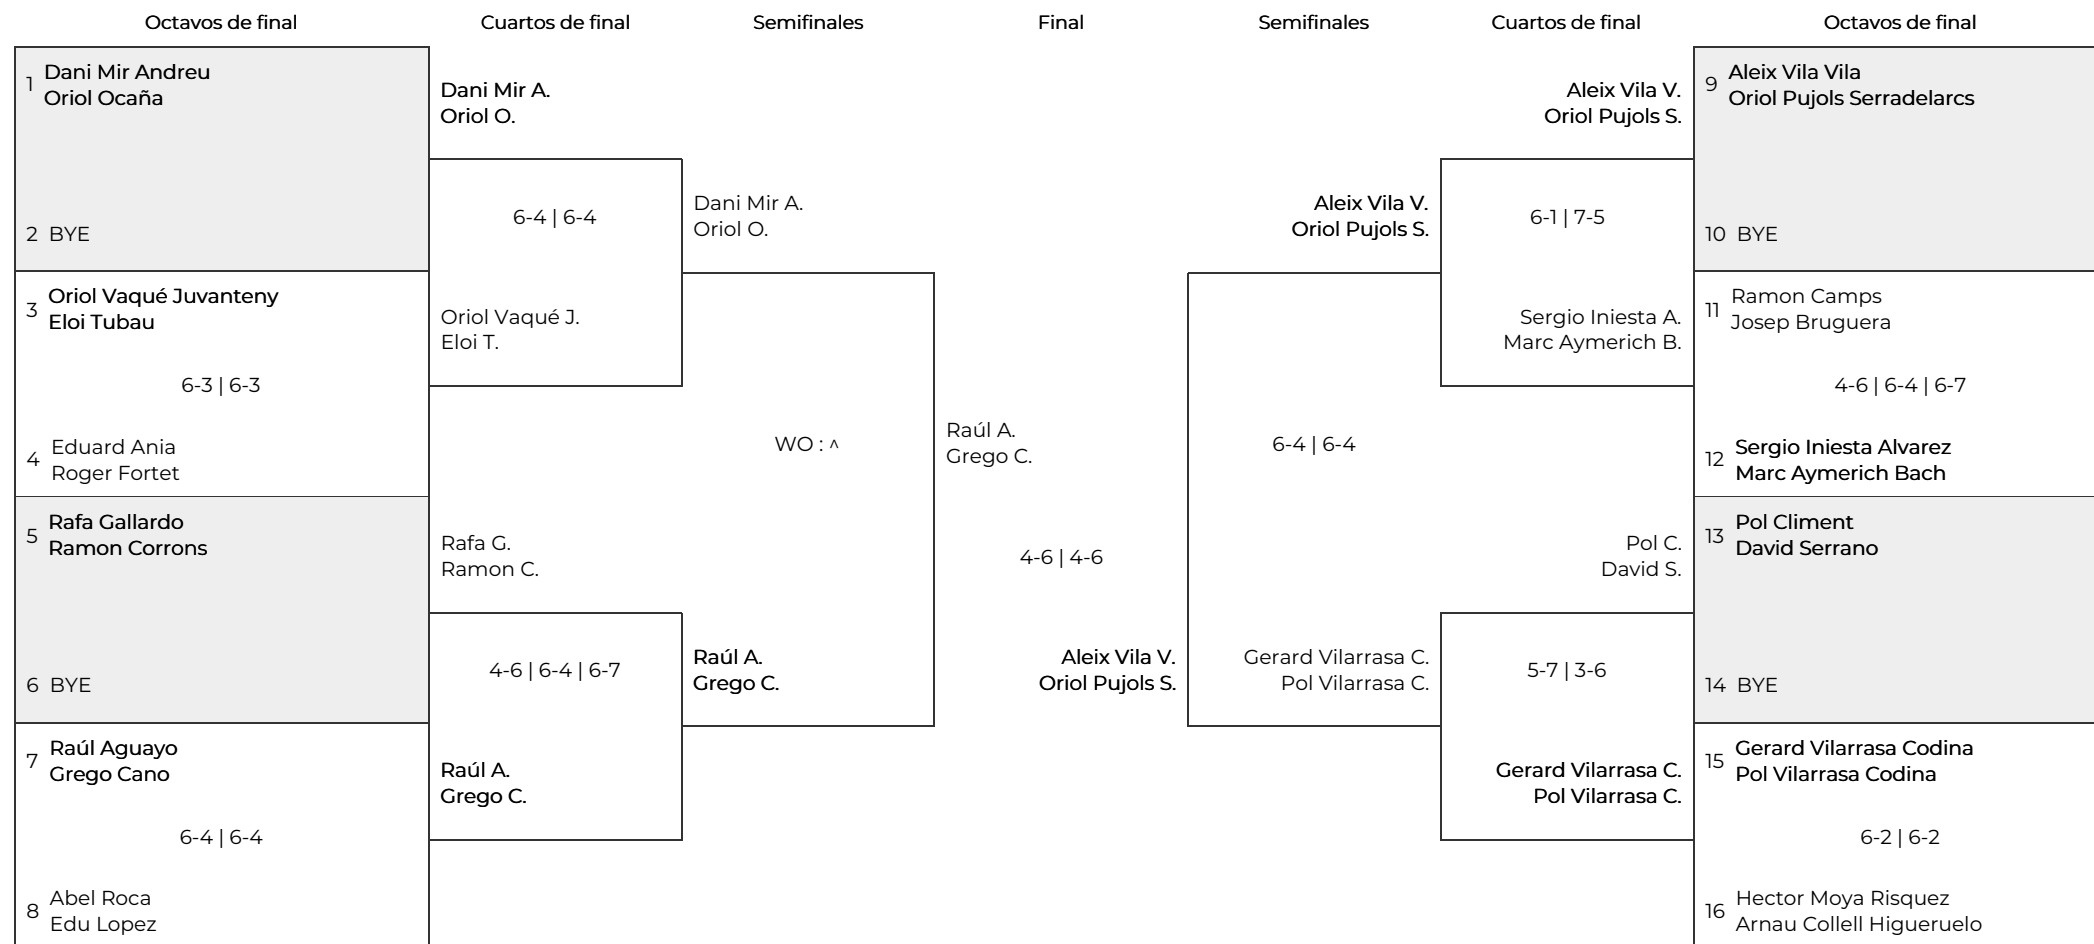 Octavos de final
Cuartos de final
Semifinales
Final
Semifinales
Cuartos de final
Octavos de final
1
Dani Mir Andreu
Oriol Ocaña
2 BYE
3
Oriol Vaqué Juvanteny
Eloi Tubau
6-3 | 6-3
4
Eduard Ania
Roger Fortet
5
Rafa Gallardo
Ramon Corrons
6 BYE
7
Raúl Aguayo
Grego Cano
6-4 | 6-4
8
Abel Roca
Edu Lopez
Dani Mir A.
Oriol O.
6-4 | 6-4
Oriol Vaqué J.
Eloi T.
Rafa G.
Ramon C.
4-6 | 6-4 | 6-7
Raúl A.
Grego C.
Dani Mir A.
Oriol O.
WO : ^
Raúl A.
Grego C.
Raúl A.
Grego C.
4-6 | 4-6
Aleix Vila V.
Oriol Pujols S.
Aleix Vila V.
Oriol Pujols S.
6-4 | 6-4
Gerard Vilarrasa C.
Pol Vilarrasa C.
Aleix Vila V.
Oriol Pujols S.
6-1 | 7-5
Sergio Iniesta A.
Marc Aymerich B.
Pol C.
David S.
5-7 | 3-6
Gerard Vilarrasa C.
Pol Vilarrasa C.
9
Aleix Vila Vila
Oriol Pujols Serradelarcs
10 BYE
11
Ramon Camps
Josep Bruguera
4-6 | 6-4 | 6-7
12
Sergio Iniesta Alvarez
Marc Aymerich Bach
13
Pol Climent
David Serrano
14 BYE
15
Gerard Vilarrasa Codina
Pol Vilarrasa Codina
6-2 | 6-2
16
Hector Moya Risquez
Arnau Collell Higueruelo